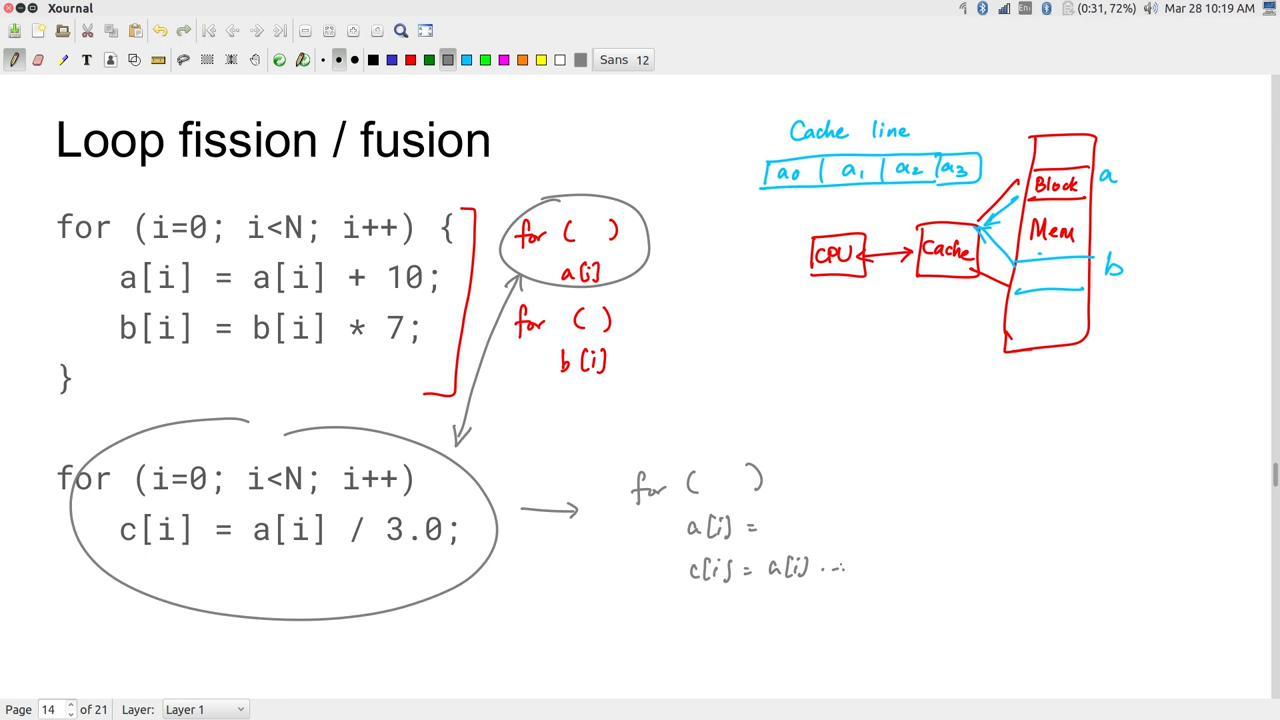 Xournal
(0:31, 72%) Mar 28 10:19 AM
En
T
Sans 12
Loop fission / fusion
for (i=0; i<N; i++) {
a[i] = a[i] + 10;
b[i] = b[i] * 7;
}
for (i=0; i<N; i++)
c[i] = a[i] / 3.0;
for ( )
a[i]
for ( )
b[i]
for ( )
a[i] =
c[i] = a[i] ...
Cache line
a0 a1 a2 a3
Block a
Mem
CPU Cache
b
Page 14 of 21 Layer: Layer 1